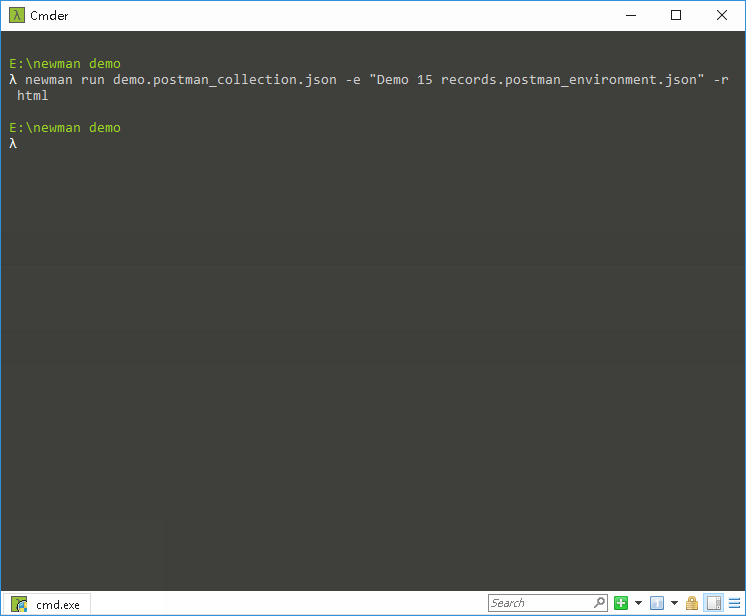 Cmder
E:\newman demo
λ newman run demo.postman_collection.json -e "Demo 15 records.postman_environment.json" -r
html
E:\newman demo
λ
cmd.exe
Search